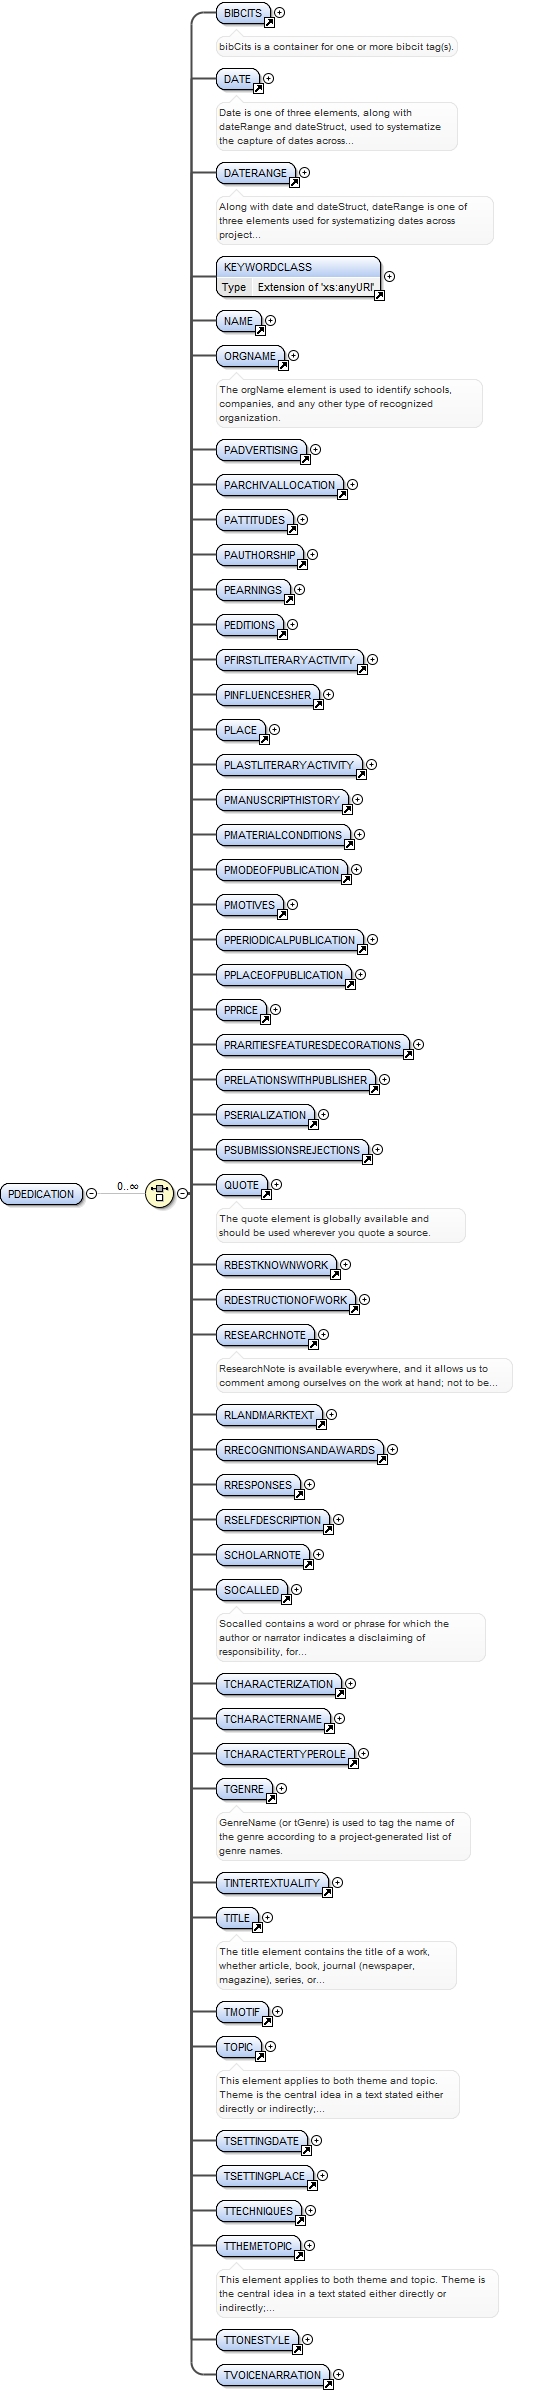 BIBCITS
bibCits is a container for one or more bibcit tag(s).
DATE
Date is one of three elements, along with
dateRange and dateStruct, used to systematize
the capture of dates across...
DATERANGE
Along with date and dateStruct, dateRange is one of
three elements used for systematizing dates across
project...
KEYWORDCLASS
Type Extension of 'xs:anyURI'
NAME
ORGNAME
The orgName element is used to identify schools,
companies, and any other type of recognized
organization.
PADVERTISING
PARCHIVALLOCATION
PATTITUDES
PAUTHORSHIP
PEARNINGS
PEDITIONS
PFIRSTLITERARYACTIVITY
PINFLUENCESHER
PLACE
PLASTLITERARYACTIVITY
PMANUSCRIPTHISTORY
PMATERIALCONDITIONS
PMODEOFPUBLICATION
PMOTIVES
PPERIODICALPUBLICATION
PPLACEOFPUBLICATION
PPRICE
PRARITIESFEATURESDECORATIONS
PRELATIONSWITHPUBLISHER
PSERIALIZATION
PSUBMISSIONSREJECTIONS
PDEDICATION 0..∞
QUOTE
The quote element is globally available and
should be used wherever you quote a source.
RBESTKNOWNWORK
RDESTRUCTIONOFWORK
RESEARCHNOTE
ResearchNote is available everywhere, and it allows us to
comment among ourselves on the work at hand; not to be...
RLANDMARKTEXT
RRECOGNITIONSANDAWARDS
RRESPONSES
RSELFDESCRIPTION
SCHOLARNOTE
SOCALLED
Socalled contains a word or phrase for which the
author or narrator indicates a disclaiming of
responsibility, for...
TCHARACTERIZATION
TCHARACTERNAME
TCHARACTERTYPEROLE
TGENRE
GenreName (or tGenre) is used to tag the name of
the genre according to a project-generated list of
genre names.
TINTERTEXTUALITY
TITLE
The title element contains the title of a work,
whether article, book, journal (newspaper,
magazine), series, or...
TMOTIF
TOPIC
This element applies to both theme and topic.
Theme is the central idea in a text stated either
directly or indirectly;...
TSETTINGDATE
TSETTINGPLACE
TTECHNIQUES
TTHEMETOPIC
This element applies to both theme and topic. Theme is
the central idea in a text stated either directly or
indirectly;...
TTONESTYLE
TVOICENARRATION